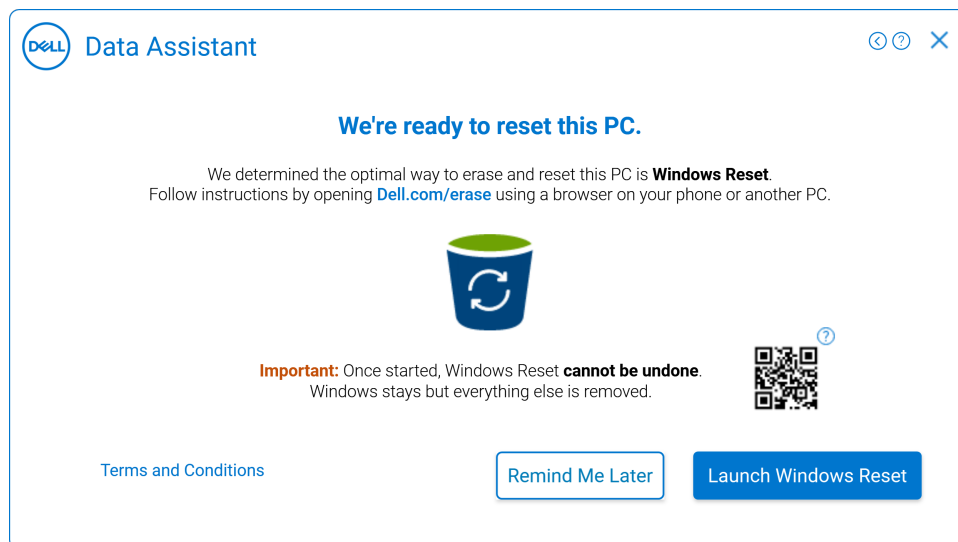 DELL Data Assistant
We're ready to reset this PC.
We determined the optimal way to erase and reset this PC is Windows Reset.
Follow instructions by opening Dell.com/erase using a browser on your phone or another PC.
?
Important: Once started, Windows Reset cannot be undone.
Windows stays but everything else is removed.
Terms and Conditions
Remind Me Later
Launch Windows Reset